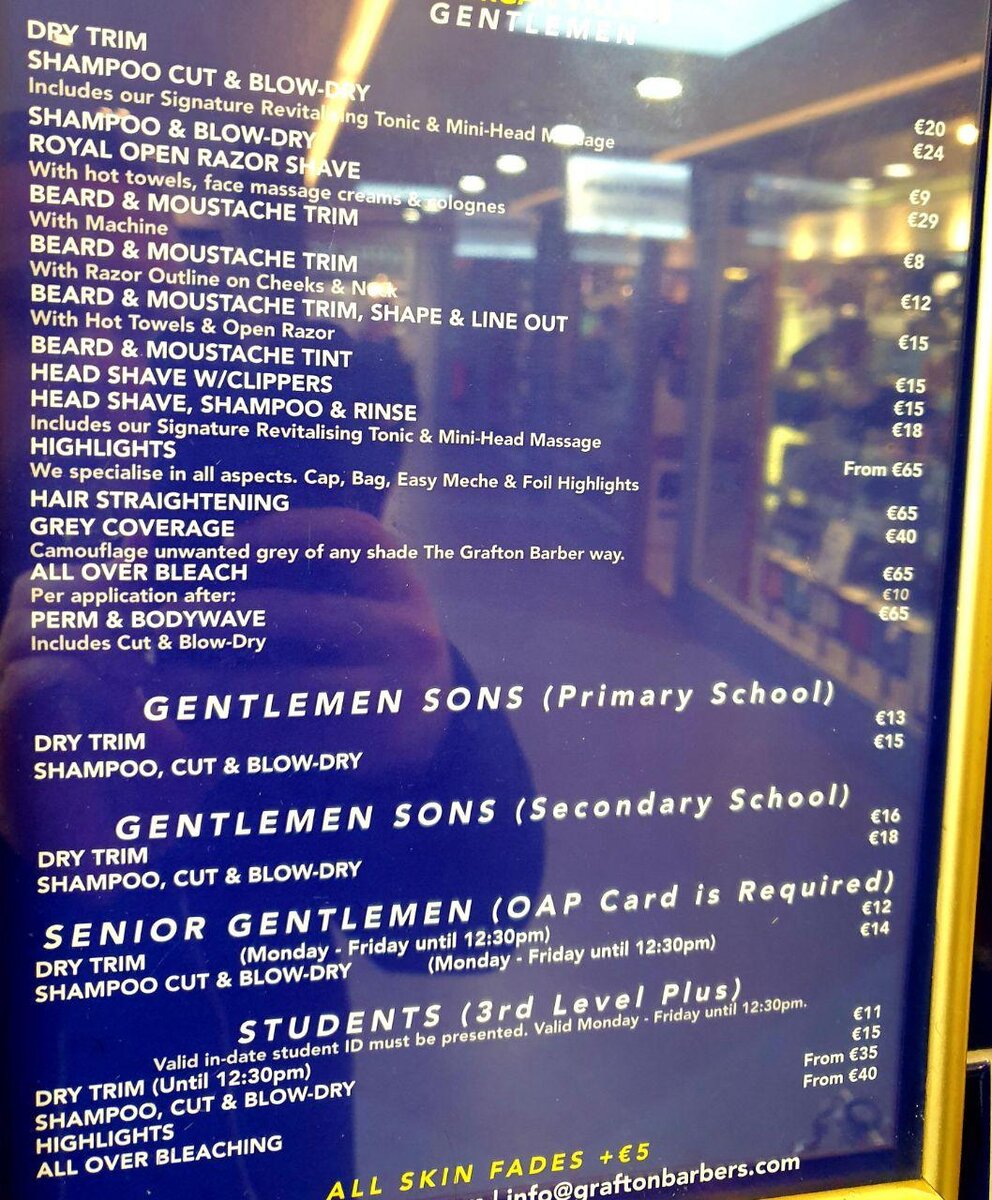 GENTLEMEN
DRY TRIM €20
SHAMPOO CUT & BLOW-DRY €24
Includes our Signature Revitalising Tonic & Mini-Head Massage
SHAMPOO & BLOW-DRY €9
ROYAL OPEN RAZOR SHAVE €29
With hot towels, face massage creams & colognes
BEARD & MOUSTACHE TRIM €8
With Machine
BEARD & MOUSTACHE TRIM €12
With Razor Outline on Cheeks & Neck
BEARD & MOUSTACHE TRIM, SHAPE & LINE OUT €15
With Hot Towels & Open Razor
BEARD & MOUSTACHE TINT €15
HEAD SHAVE W/CLIPPERS €15
HEAD SHAVE, SHAMPOO & RINSE €18
Includes our Signature Revitalising Tonic & Mini-Head Massage
HIGHLIGHTS From €65
We specialise in all aspects. Cap, Bag, Easy Meche & Foil Highlights
HAIR STRAIGHTENING €65
GREY COVERAGE €40
Camouflage unwanted grey of any shade The Grafton Barber way.
ALL OVER BLEACH €65
Per application after: €10
PERM & BODYWAVE €65
Includes Cut & Blow-Dry
GENTLEMEN SONS (Primary School)
DRY TRIM €13
SHAMPOO, CUT & BLOW-DRY €15
GENTLEMEN SONS (Secondary School)
DRY TRIM €16
SHAMPOO, CUT & BLOW-DRY €18
SENIOR GENTLEMEN (OAP Card is Required)
DRY TRIM (Monday - Friday until 12:30pm) €12
SHAMPOO CUT & BLOW-DRY (Monday - Friday until 12:30pm) €14
STUDENTS (3rd Level Plus)
Valid in-date student ID must be presented. Valid Monday - Friday until 12:30pm.
DRY TRIM (Until 12:30pm) €11
SHAMPOO, CUT & BLOW-DRY €15
HIGHLIGHTS From €35
ALL OVER BLEACHING From €40
ALL SKIN FADES +€5
| info@graftonbarbers.com